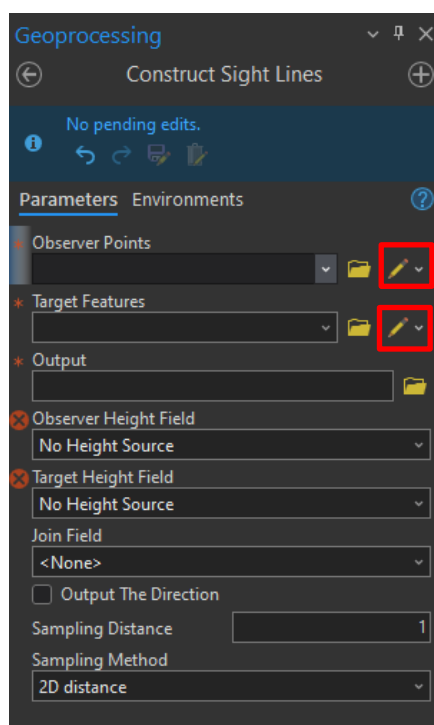 Geoprocessing
Construct Sight Lines
No pending edits.
Parameters Environments
* Observer Points
* Target Features
* Output
Observer Height Field
No Height Source
Target Height Field
No Height Source
Join Field
<None>
Output The Direction
Sampling Distance 1
Sampling Method
2D distance